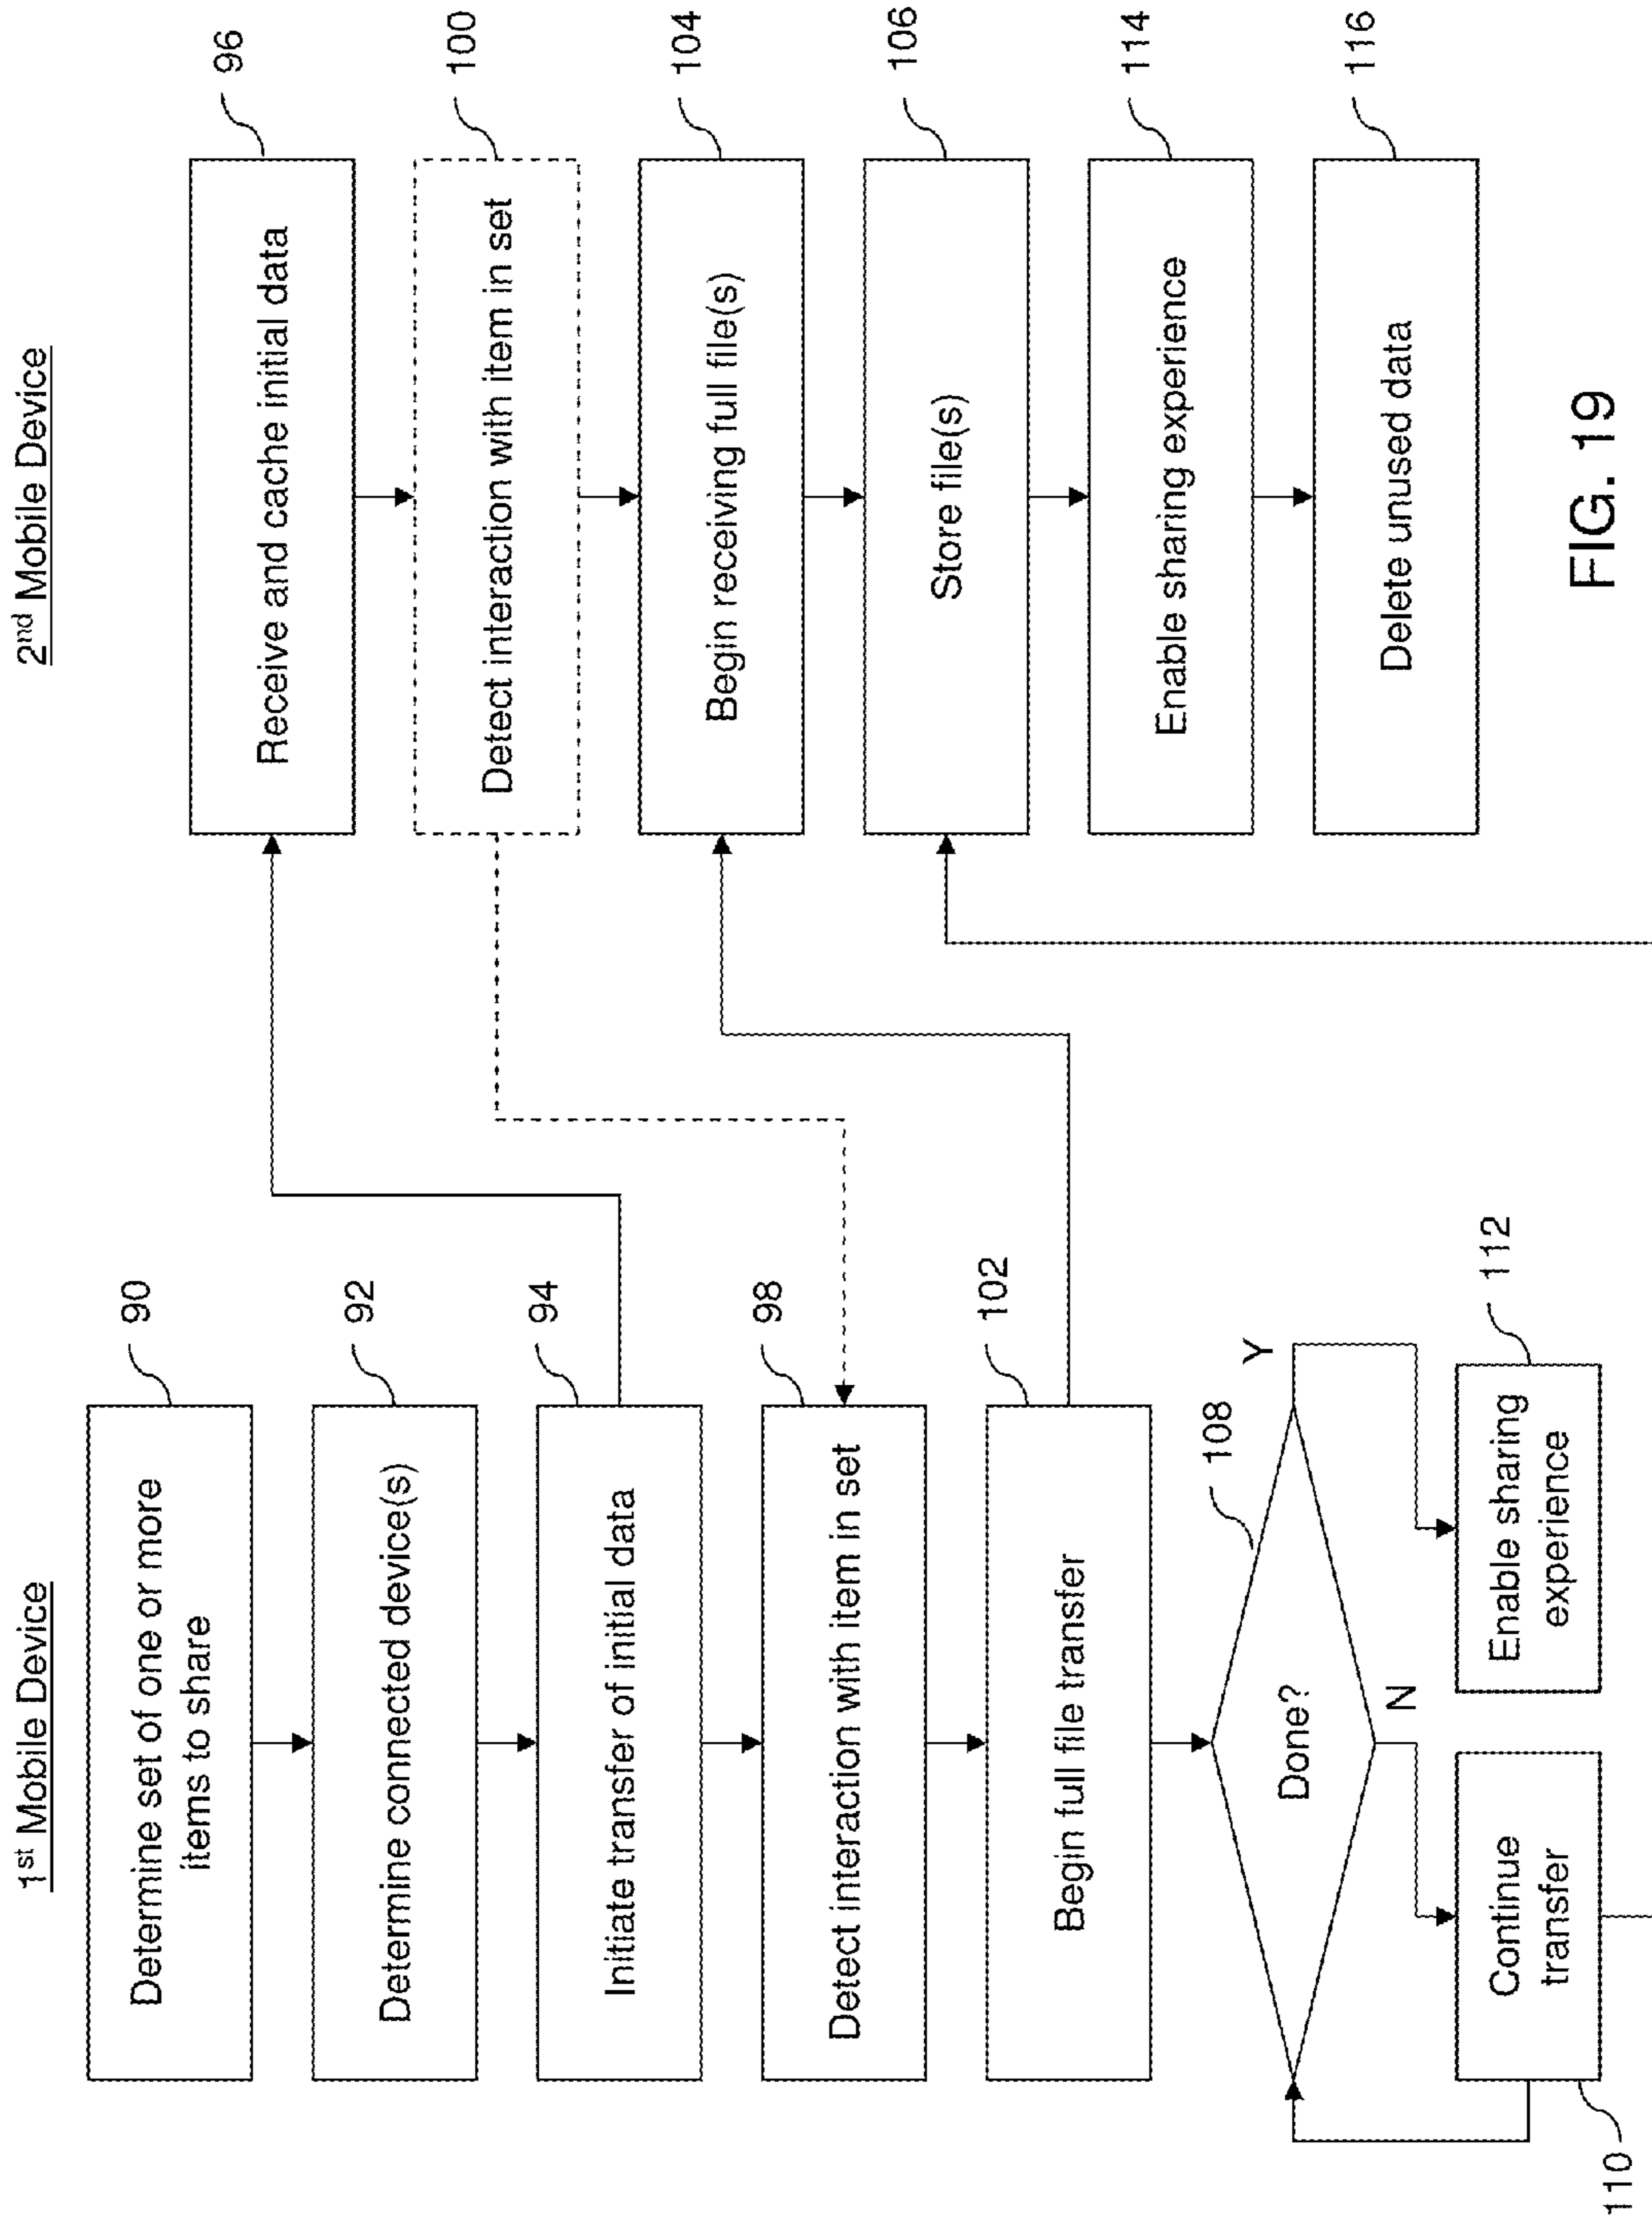 1st Mobile Device
Determine set of one or more
items to share
90
Determine connected device(s)
92
Initiate transfer of initial data
94
Detect interaction with item in set
98
Begin full file transfer
102
Done?
108
Y
N
Continue
transfer
110
Enable sharing
experience
112
2nd Mobile Device
Receive and cache initial data
96
Detect interaction with item in set
100
Begin receiving full file(s)
104
Store file(s)
106
Enable sharing experience
114
Delete unused data
116
FIG. 19